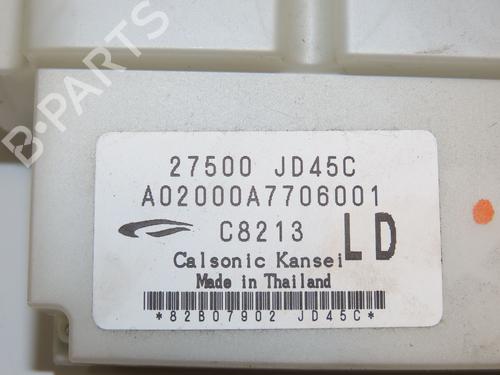 B-PARTS
27500 JD45C
A02000A7706001
C8213 LD
Calsonic Kansei
Made in Thailand
*82B07902 JD45C*